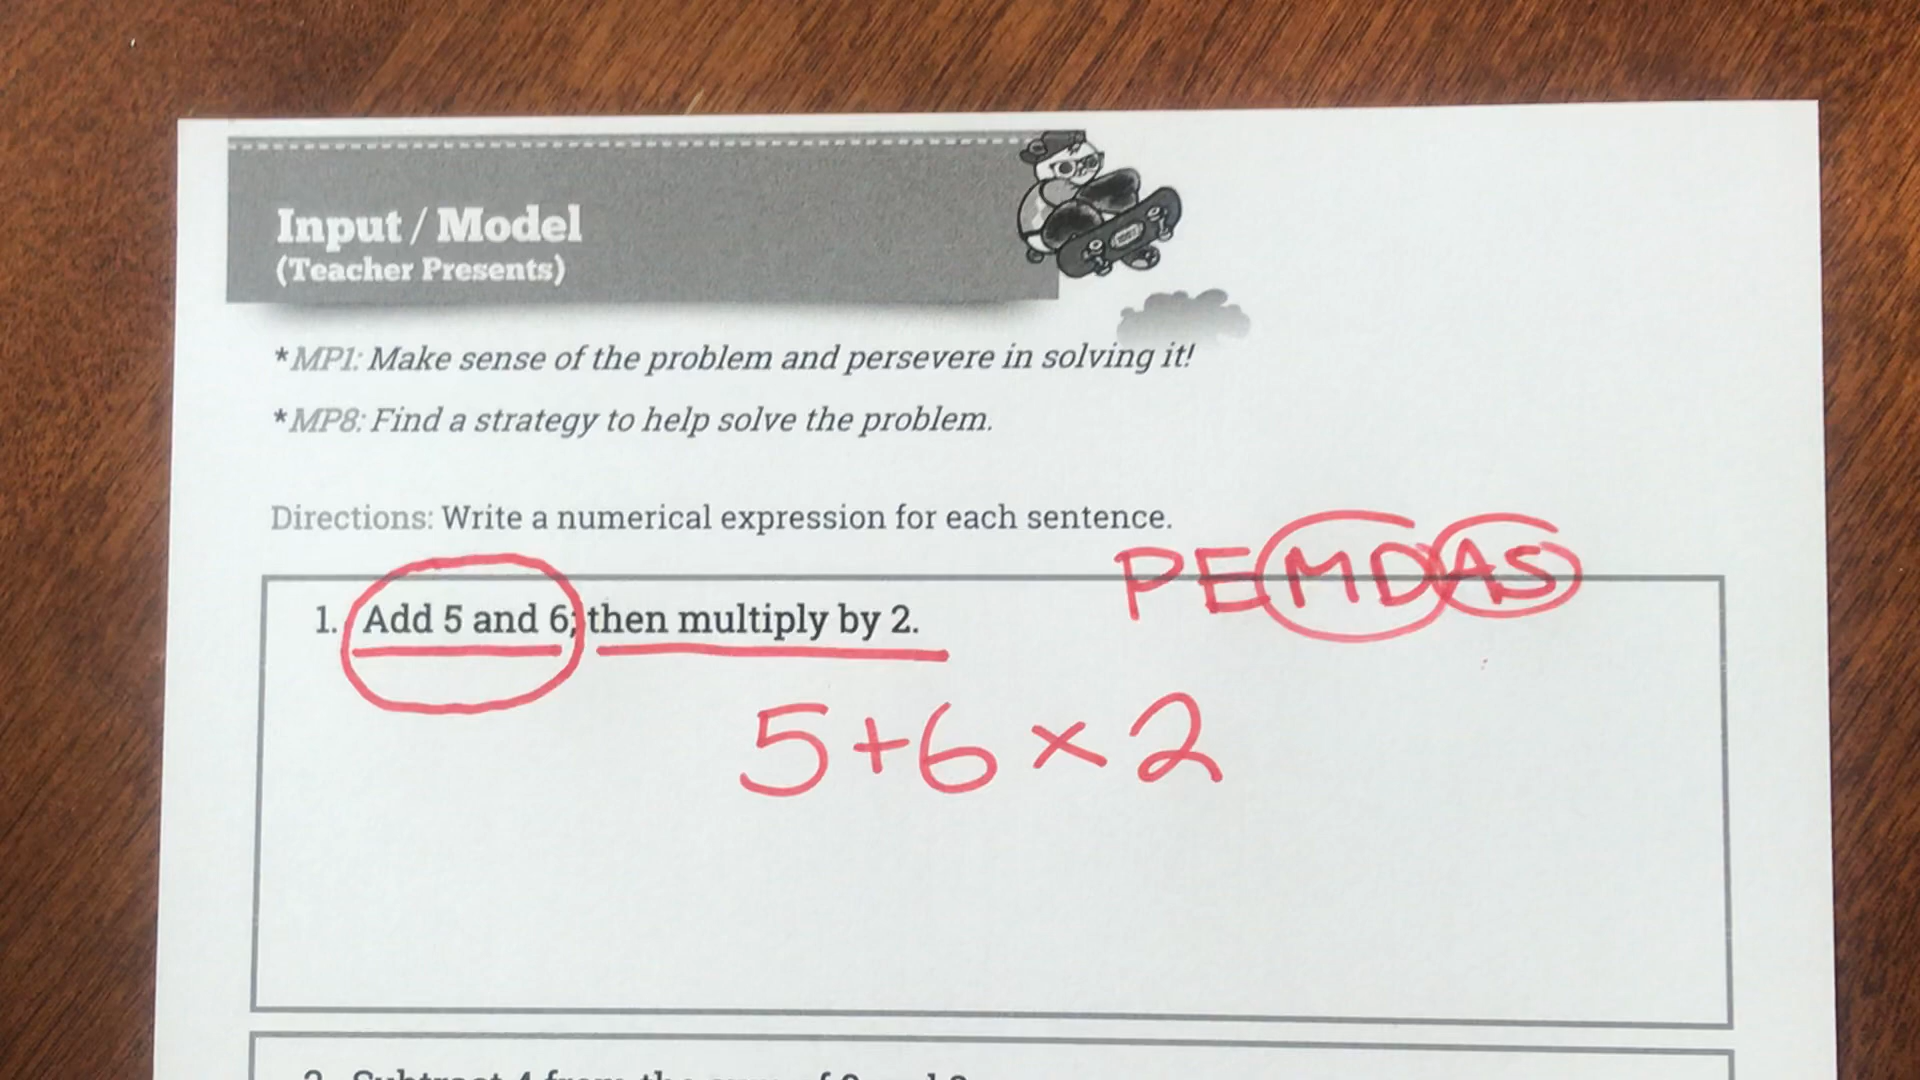 Input / Model
(Teacher Presents)
*MP1: Make sense of the problem and persevere in solving it!
*MP8: Find a strategy to help solve the problem.
Directions: Write a numerical expression for each sentence.
PEMDAS
1. Add 5 and 6; then multiply by 2.
5+6×2